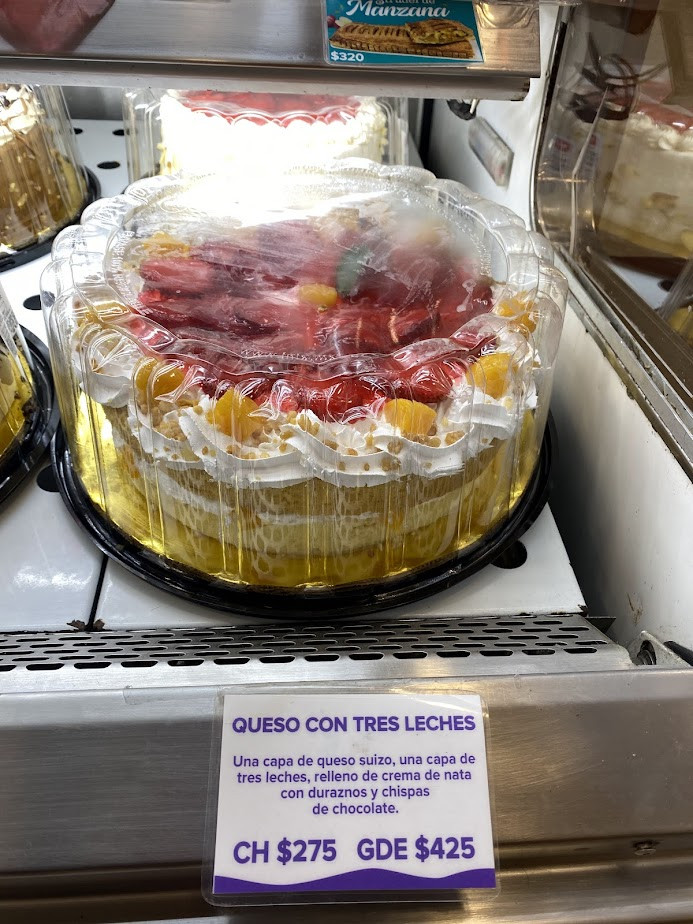 Manzana
$320
QUESO CON TRES LECHES
Una capa de queso suizo, una capa de
tres leches, relleno de crema de nata
con duraznos y chispas
de chocolate.
CH $275 GDE $425